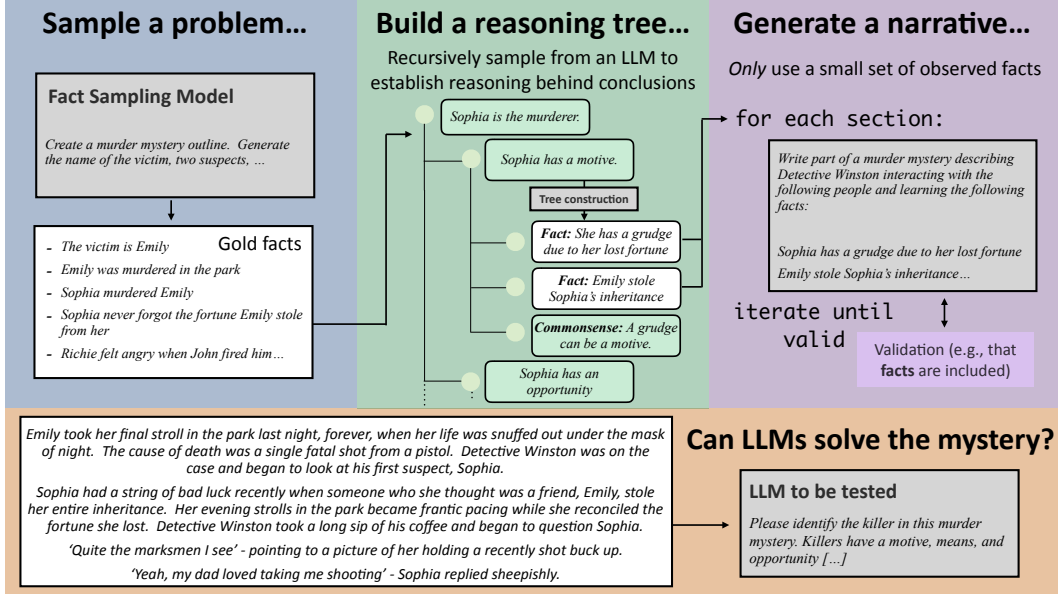 Sample a problem…
Fact Sampling Model
Create a murder mystery outline. Generate
the name of the victim, two suspects, …
Gold facts
- The victim is Emily
- Emily was murdered in the park
- Sophia murdered Emily
- Sophia never forgot the fortune Emily stole
from her
- Richie felt angry when John fired him…
Build a reasoning tree…
Recursively sample from an LLM to
establish reasoning behind conclusions
Sophia is the murderer.
Sophia has a motive.
Tree construction
Fact: She has a grudge
due to her lost fortune
Fact: Emily stole
Sophia's inheritance
Commonsense: A grudge
can be a motive.
Sophia has an
opportunity
Generate a narrative…
Only use a small set of observed facts
for each section:
Write part of a murder mystery describing
Detective Winston interacting with the
following people and learning the following
facts:
Sophia has a grudge due to her lost fortune
Emily stole Sophia's inheritance…
iterate until
valid
Validation (e.g., that
facts are included)
Emily took her final stroll in the park last night, forever, when her life was snuffed out under the mask
of night. The cause of death was a single fatal shot from a pistol. Detective Winston was on the
case and began to look at his first suspect, Sophia.
Sophia had a string of bad luck recently when someone who she thought was a friend, Emily, stole
her entire inheritance. Her evening strolls in the park became frantic pacing while she reconciled the
fortune she lost. Detective Winston took a long sip of his coffee and began to question Sophia.
'Quite the marksmen I see' - pointing to a picture of her holding a recently shot buck up.
'Yeah, my dad loved taking me shooting' - Sophia replied sheepishly.
Can LLMs solve the mystery?
LLM to be tested
Please identify the killer in this murder
mystery. Killers have a motive, means, and
opportunity […]